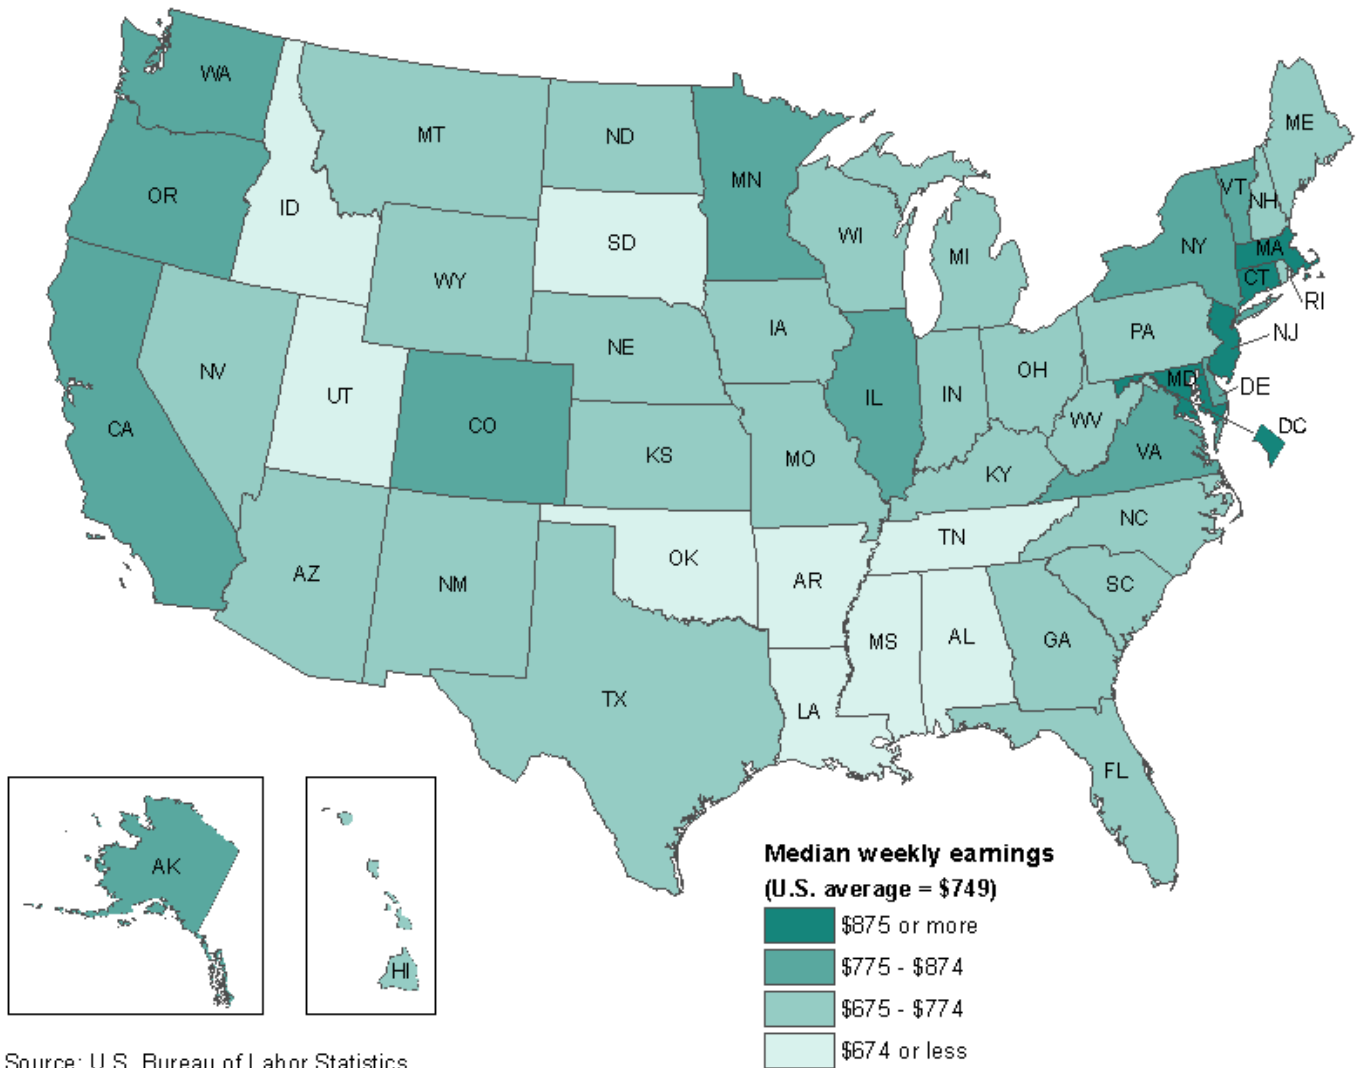 WA
MT
ND
ME
MN
VT
OR
ID
NH
WI
SD
NY
MA
MI
WY
CT
RI
IA
PA
NJ
NE
NV
OH
MD
UT
IN
DE
IL
WV
CA
CO
DC
KS
MO
VA
KY
NC
TN
OK
AZ
NM
AR
SC
MS
AL
GA
TX
LA
FL
AK
HI
Median weekly earnings
(U.S. average = $749)
$875 or more
$775 - $874
$675 - $774
$674 or less
Source: U.S. Bureau of Labor Statistics